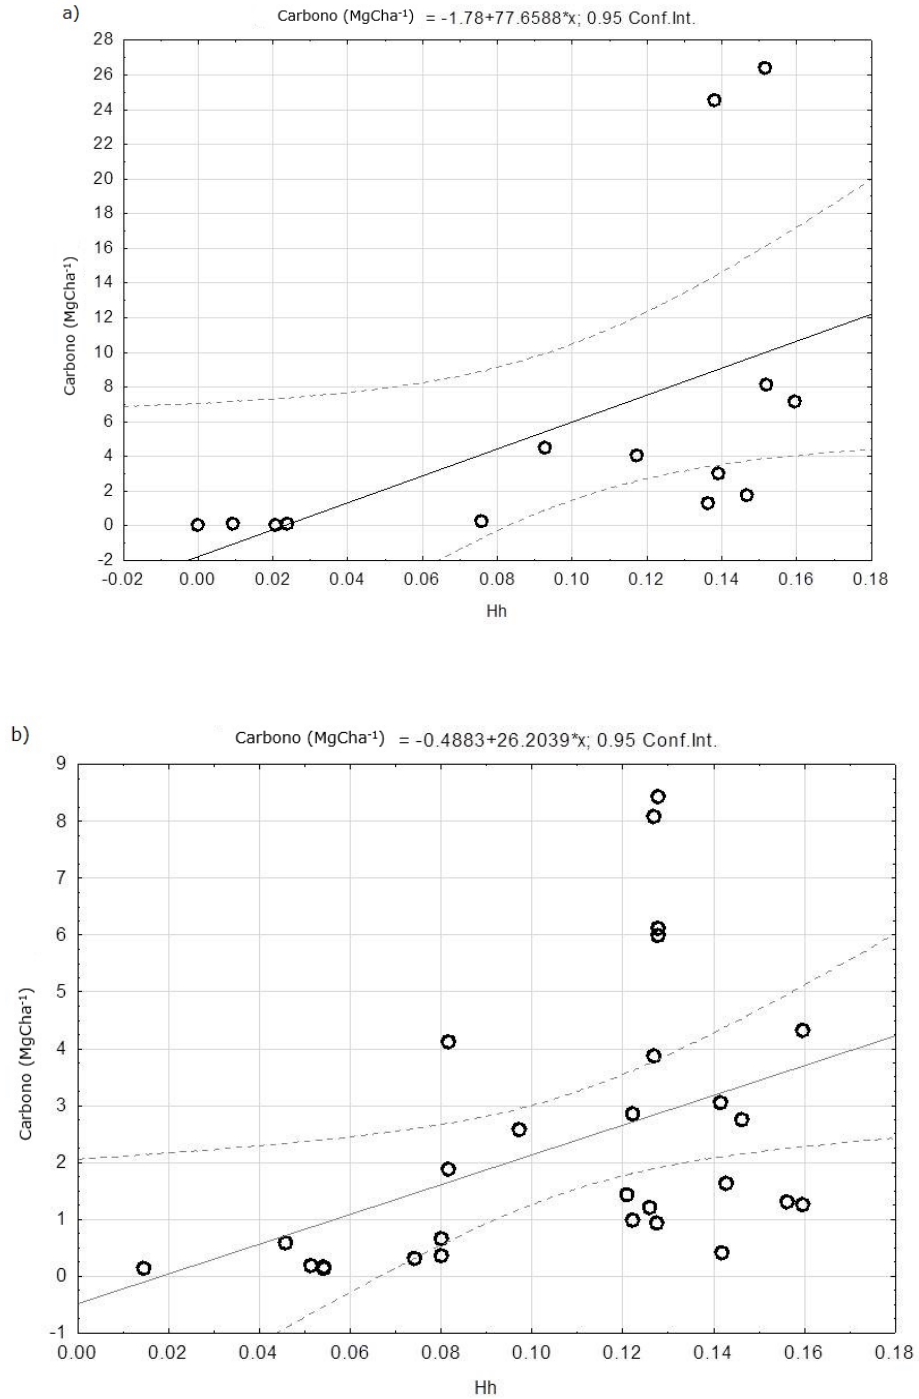 a)
Carbono (MgCha⁻¹) = -1.78+77.6588*x; 0.95 Conf.Int.
28
26
24
22
20
18
16
14
12
10
8
6
4
2
0
-2
Carbono (MgCha⁻¹)
-0.02 0.00 0.02 0.04 0.06 0.08 0.10 0.12 0.14 0.16 0.18
Hh
b)
Carbono (MgCha⁻¹) = -0.4883+26.2039*x; 0.95 Conf.Int.
9
8
7
6
5
4
3
2
1
0
-1
Carbono (MgCha⁻¹)
0.00 0.02 0.04 0.06 0.08 0.10 0.12 0.14 0.16 0.18
Hh